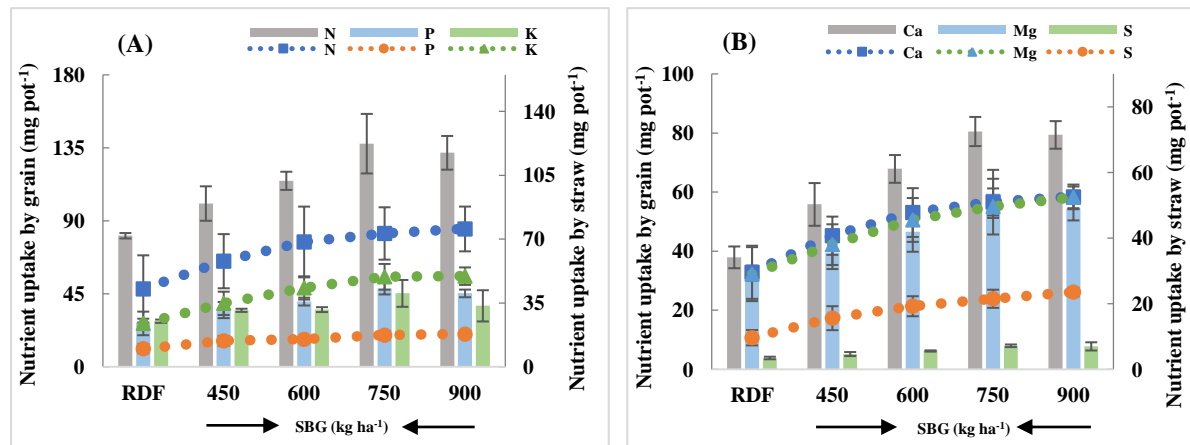 (A)
N P K
N P K
Nutrient uptake by grain (mg pot-1)
180
135
90
45
0
Nutrient uptake by straw (mg pot-1)
140
105
70
35
0
RDF 450 600 750 900
SBG (kg ha-1)
(B)
Ca Mg S
Ca Mg S
Nutrient uptake by grain (mg pot-1)
100
80
60
40
20
0
Nutrient uptake by straw (mg pot-1)
80
60
40
20
0
RDF 450 600 750 900
SBG (kg ha-1)